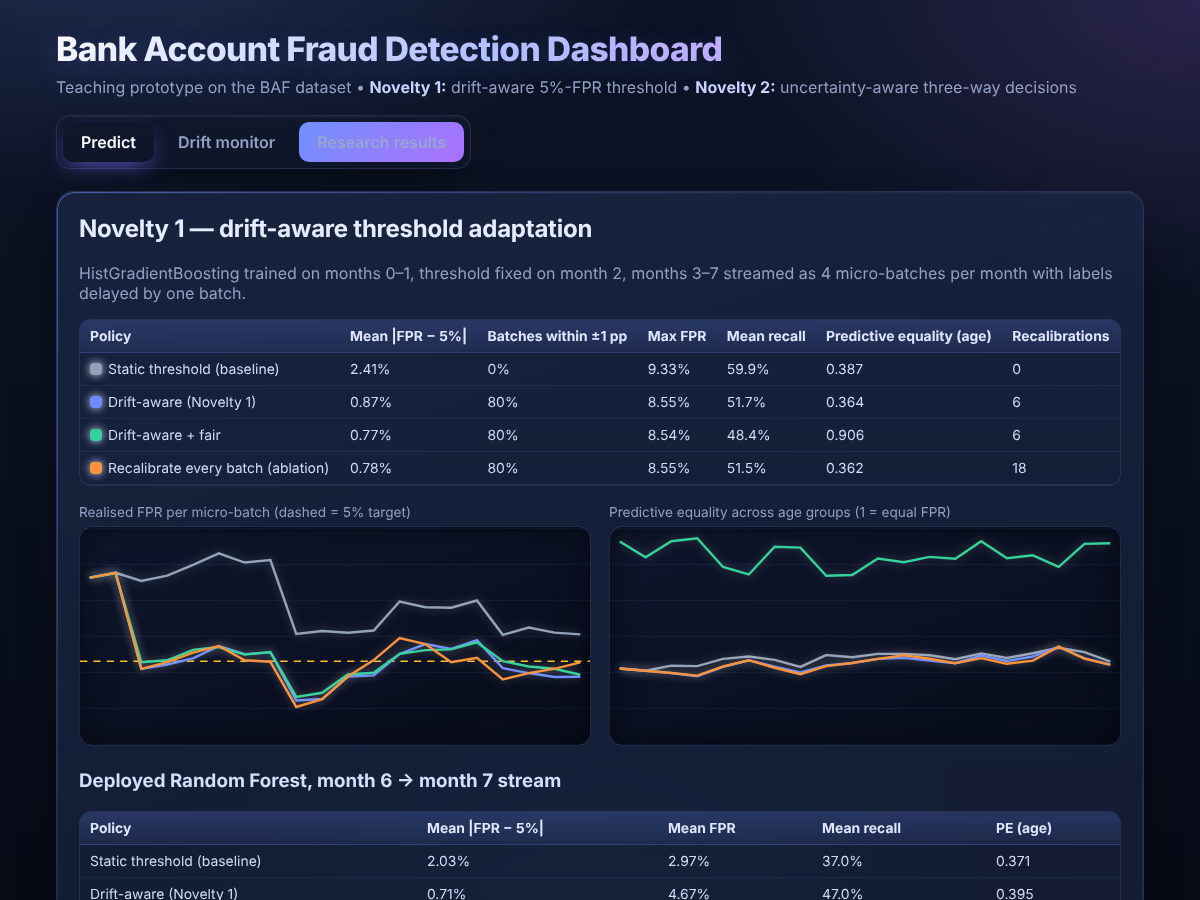 Bank Account Fraud Detection Dashboard
Teaching prototype on the BAF dataset • Novelty 1: drift-aware 5%-FPR threshold • Novelty 2: uncertainty-aware three-way decisions
Predict Drift monitor Research results
Novelty 1 — drift-aware threshold adaptation
HistGradientBoosting trained on months 0–1, threshold fixed on month 2, months 3–7 streamed as 4 micro-batches per month with labels
delayed by one batch.
Policy Mean |FPR − 5%| Batches within ±1 pp Max FPR Mean recall Predictive equality (age) Recalibrations
Static threshold (baseline) 2.41% 0% 9.33% 59.9% 0.387 0
Drift-aware (Novelty 1) 0.87% 80% 8.55% 51.7% 0.364 6
Drift-aware + fair 0.77% 80% 8.54% 48.4% 0.906 6
Recalibrate every batch (ablation) 0.78% 80% 8.55% 51.5% 0.362 18
Realised FPR per micro-batch (dashed = 5% target) Predictive equality across age groups (1 = equal FPR)
Deployed Random Forest, month 6 → month 7 stream
Policy Mean |FPR − 5%| Mean FPR Mean recall PE (age)
Static threshold (baseline) 2.03% 2.97% 37.0% 0.371
Drift-aware (Novelty 1) 0.71% 4.67% 47.0% 0.395